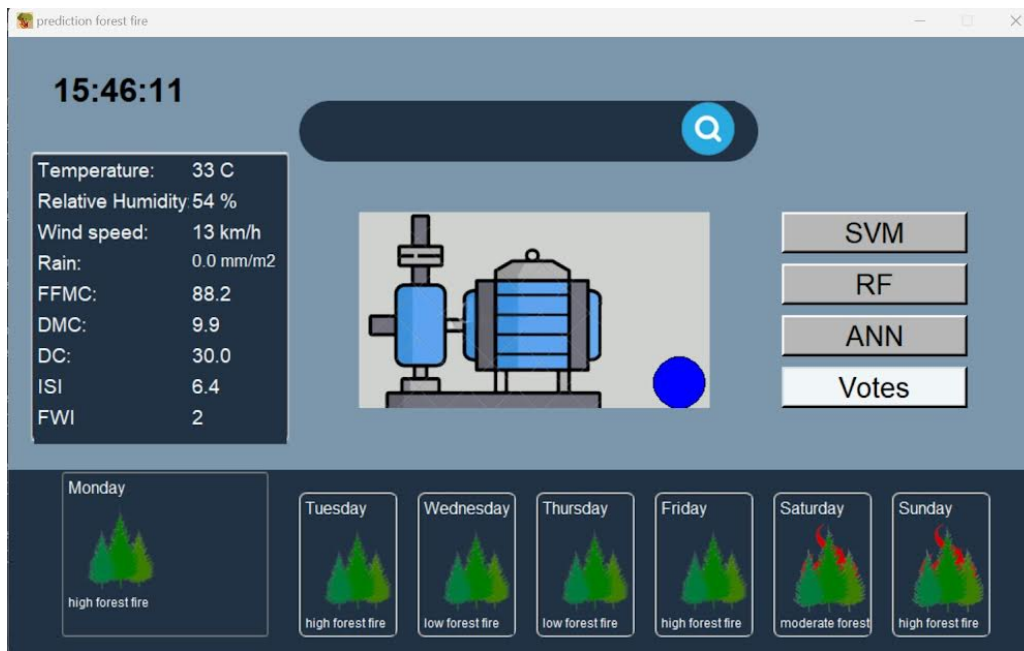 prediction forest fire
15:46:11
Temperature: 33 C
Relative Humidity: 54 %
Wind speed: 13 km/h
Rain: 0.0 mm/m2
FFMC: 88.2
DMC: 9.9
DC: 30.0
ISI 6.4
FWI 2
SVM
RF
ANN
Votes
Monday
high forest fire
Tuesday
high forest fire
Wednesday
low forest fire
Thursday
low forest fire
Friday
high forest fire
Saturday
moderate forest
Sunday
high forest fire